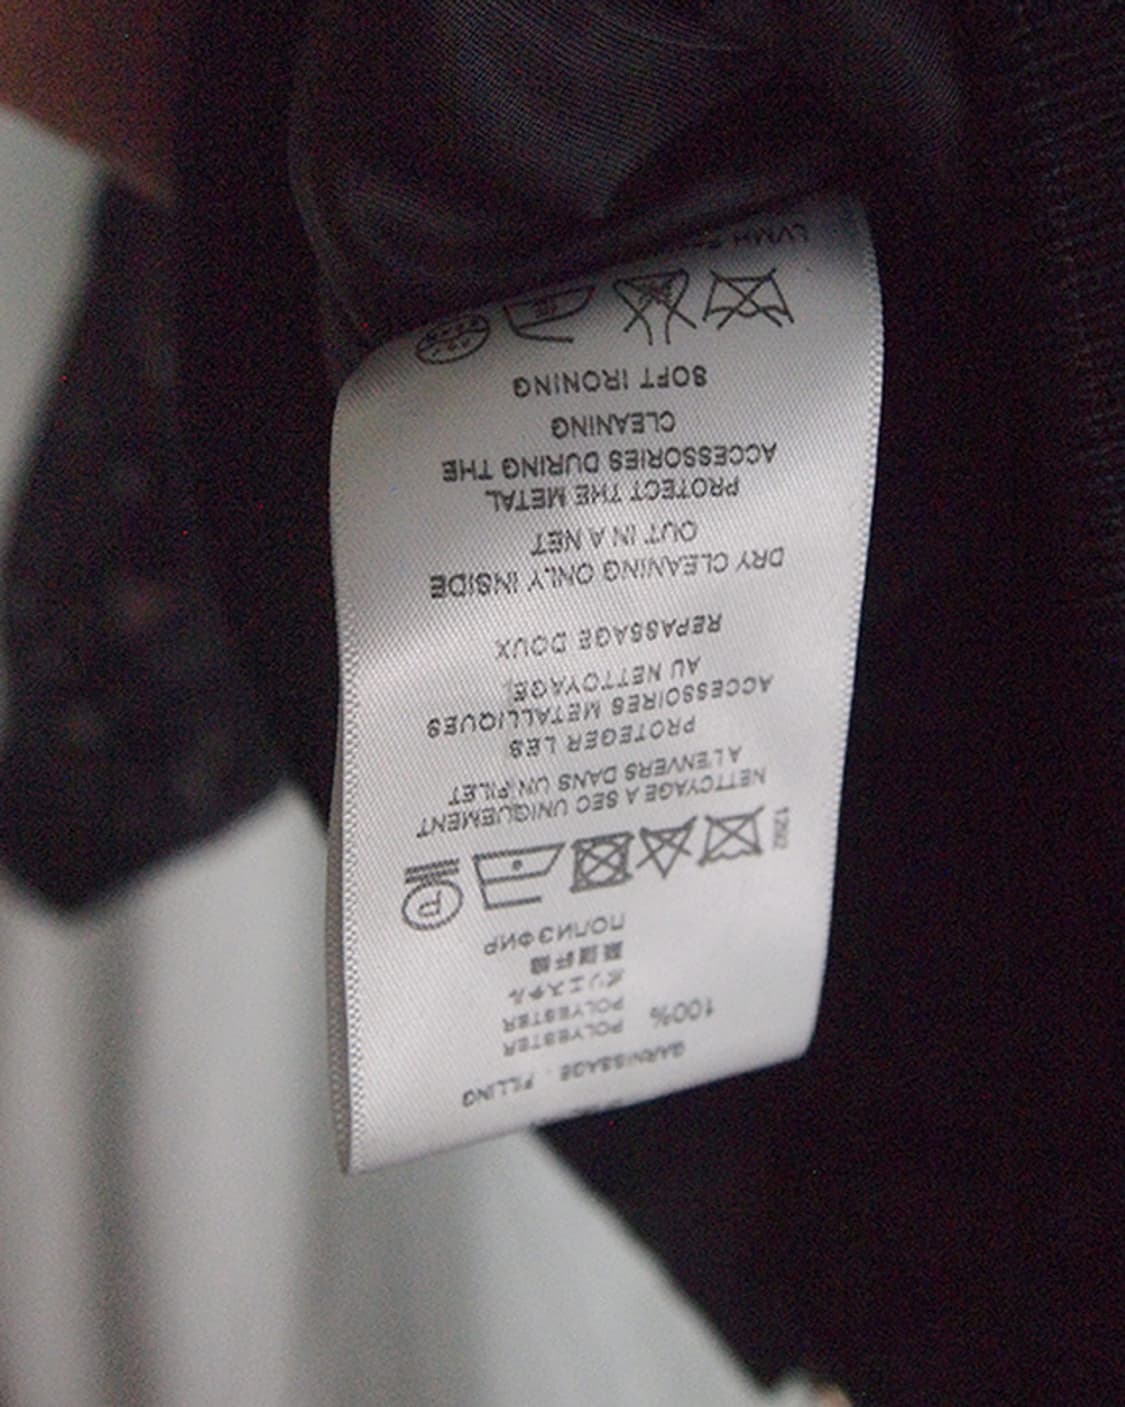 GARNISSAGE . FILLING
100% POLYESTER
POLYESTER
ポリエステル
ПОЛИЭФИР
1292
P
NETTOYAGE A SEC UNIQUEMENT
A L'ENVERS DANS UN FILET
PROTEGER LES
ACCESSOIRES METALLIQUES
AU NETTOYAGE
REPASSAGE DOUX
DRY CLEANING ONLY INSIDE
OUT IN A NET
PROTECT THE METAL
ACCESSORIES DURING THE
CLEANING
SOFT IRONING
LVMH